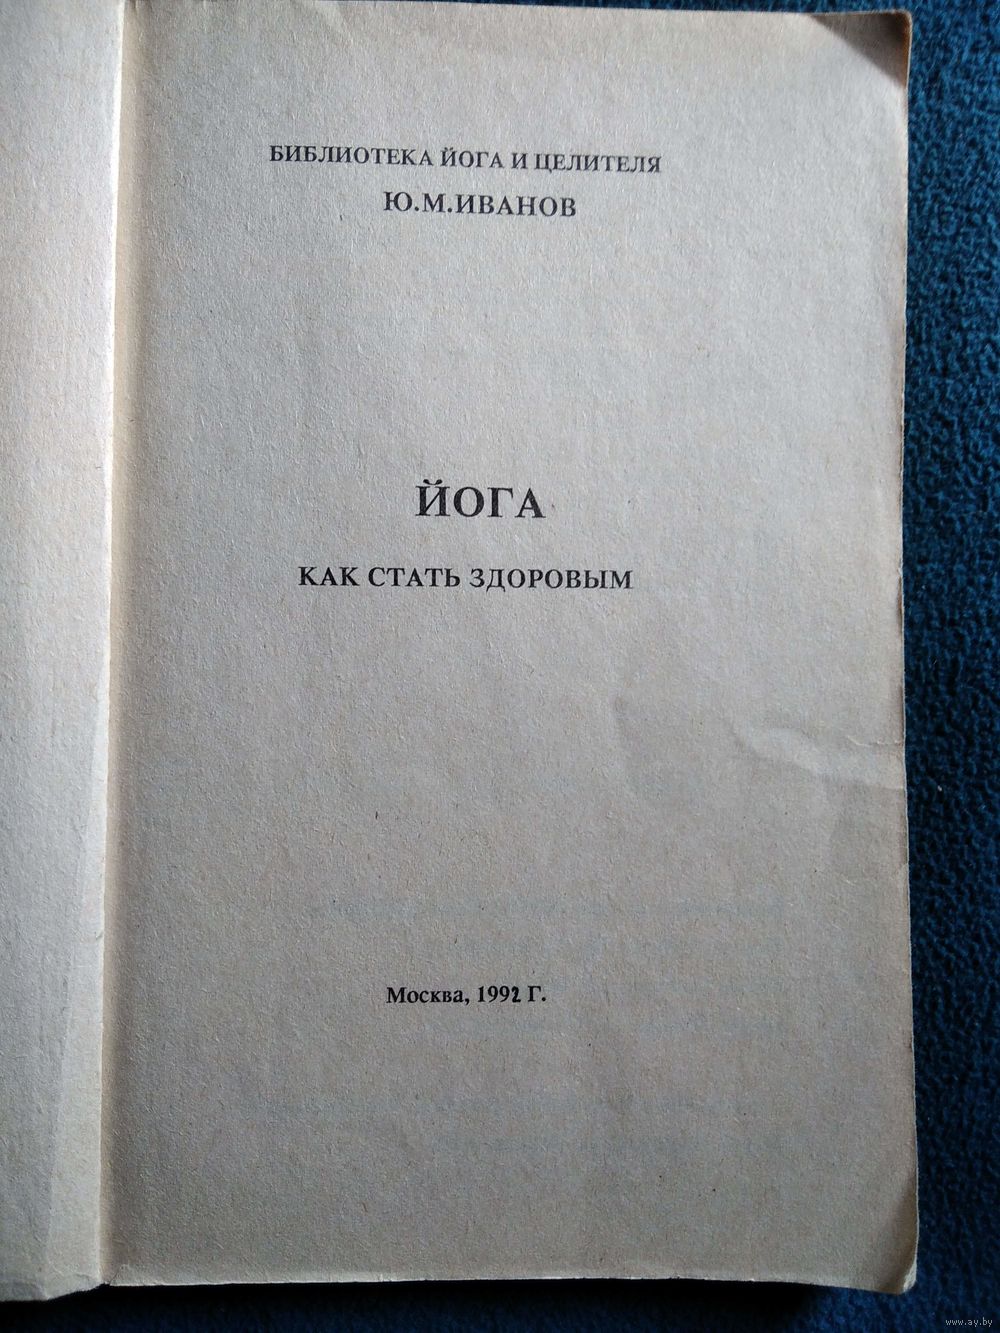 БИБЛИОТЕКА ЙОГА И ЦЕЛИТЕЛЯ
Ю.М.ИВАНОВ
ЙОГА
КАК СТАТЬ ЗДОРОВЫМ
Москва, 1992 Г.
www.ay.by